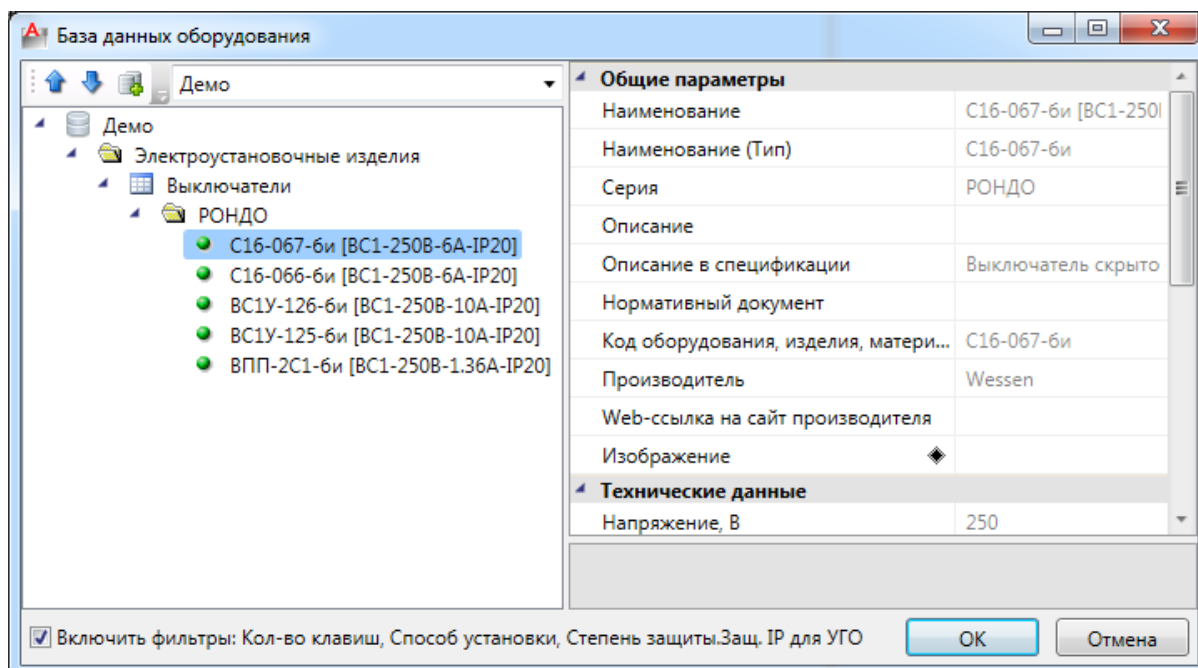 База данных оборудования
Демо
Демо
Электроустановочные изделия
Выключатели
РОНДО
С16-067-6и [ВС1-250В-6А-IP20]
С16-066-6и [ВС1-250В-6А-IP20]
ВС1У-126-6и [ВС1-250В-10А-IP20]
ВС1У-125-6и [ВС1-250В-10А-IP20]
ВПП-2С1-6и [ВС1-250В-1.36А-IP20]
Общие параметры
Наименование С16-067-6и [ВС1-250
Наименование (Тип) С16-067-6и
Серия РОНДО
Описание
Описание в спецификации Выключатель скрыто
Нормативный документ
Код оборудования, изделия, матери... С16-067-6и
Производитель Wessen
Web-ссылка на сайт производителя
Изображение
Технические данные
Напряжение, В 250
Включить фильтры: Кол-во клавиш, Способ установки, Степень защиты.Защ. IP для УГО
ОК Отмена